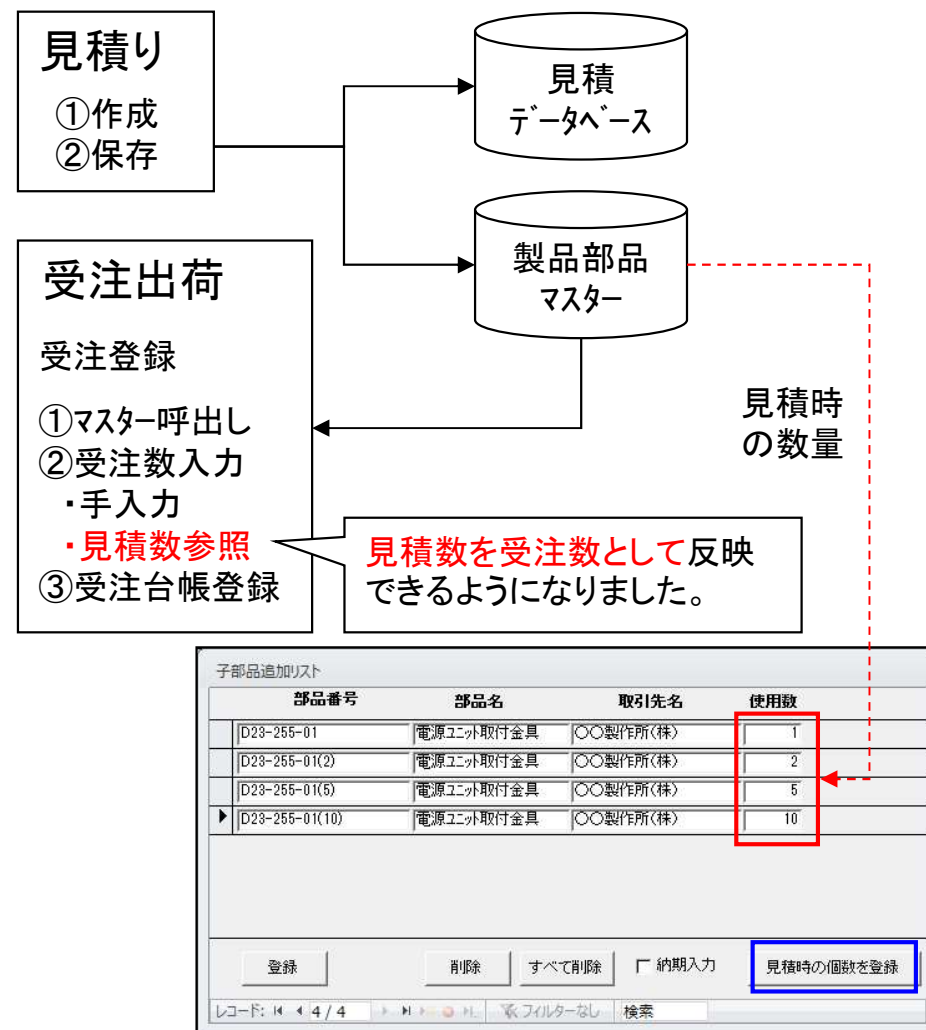 見積り
①作成
②保存
見積
ﾃﾞｰﾀﾍﾞｰｽ
製品部品
ﾏｽﾀｰ
受注出荷
受注登録
①ﾏｽﾀｰ呼出し
②受注数入力
・手入力
・見積数参照
③受注台帳登録
見積時
の数量
見積数を受注数として反映
できるようになりました。
子部品追加リスト
部品番号 部品名 取引先名 使用数
D23-255-01 電源ﾕﾆｯﾄ取付金具 〇〇製作所(株) 1
D23-255-01(2) 電源ﾕﾆｯﾄ取付金具 〇〇製作所(株) 2
D23-255-01(5) 電源ﾕﾆｯﾄ取付金具 〇〇製作所(株) 5
D23-255-01(10) 電源ﾕﾆｯﾄ取付金具 〇〇製作所(株) 10
登録 削除 すべて削除 納期入力 見積時の個数を登録
レコード: 4 / 4 フィルターなし 検索